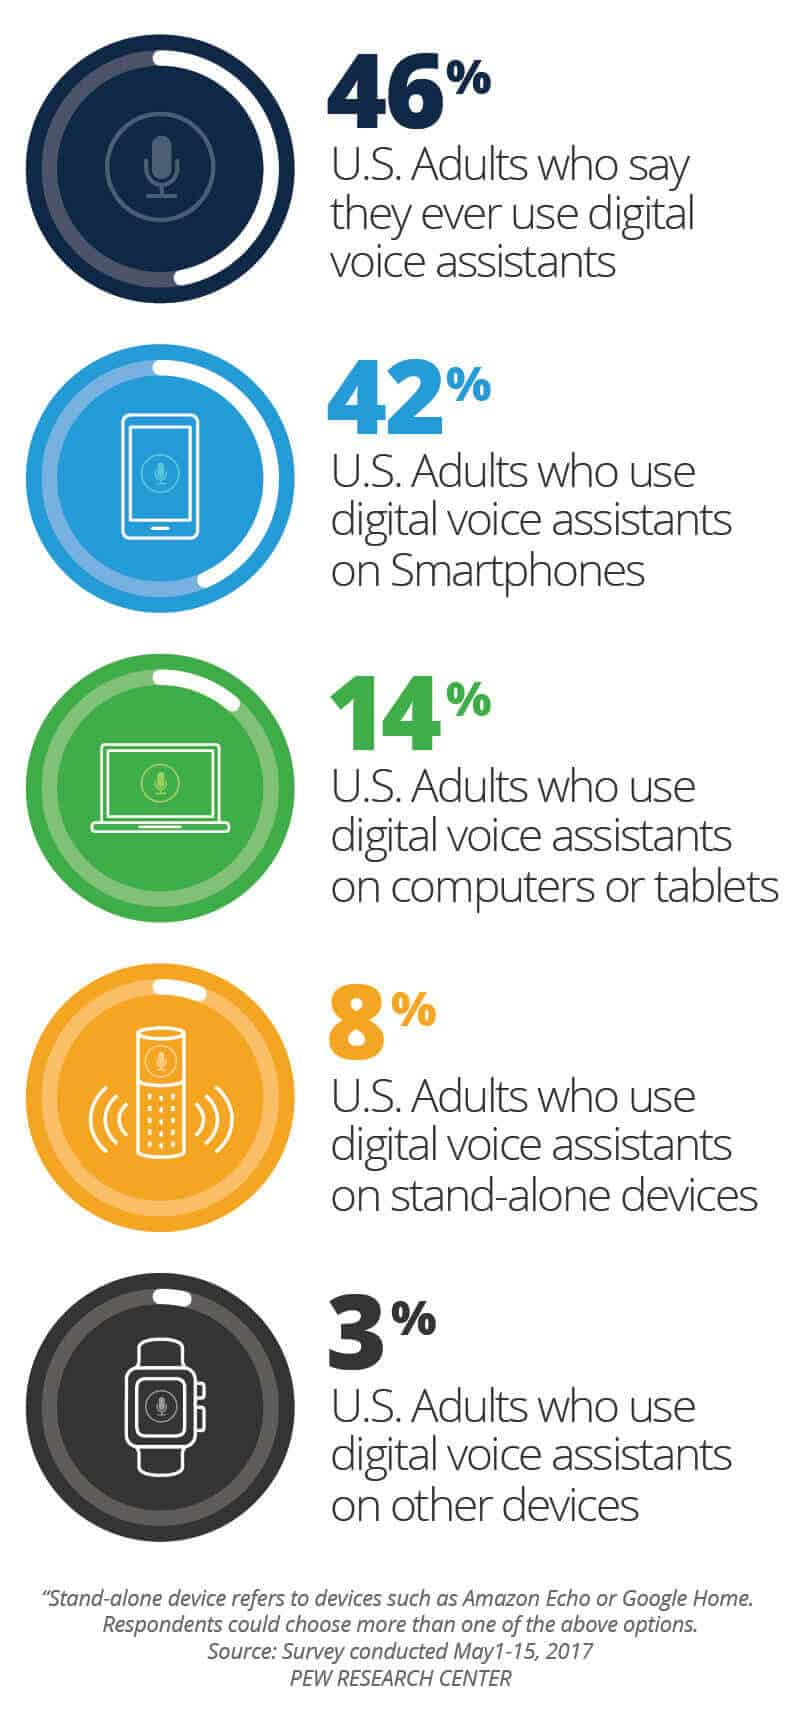 46%
U.S. Adults who say
they ever use digital
voice assistants
42%
U.S. Adults who use
digital voice assistants
on Smartphones
14%
U.S. Adults who use
digital voice assistants
on computers or tablets
8%
U.S. Adults who use
digital voice assistants
on stand-alone devices
3%
U.S. Adults who use
digital voice assistants
on other devices
“Stand-alone device refers to devices such as Amazon Echo or Google Home.
Respondents could choose more than one of the above options.
Source: Survey conducted May1-15, 2017
PEW RESEARCH CENTER